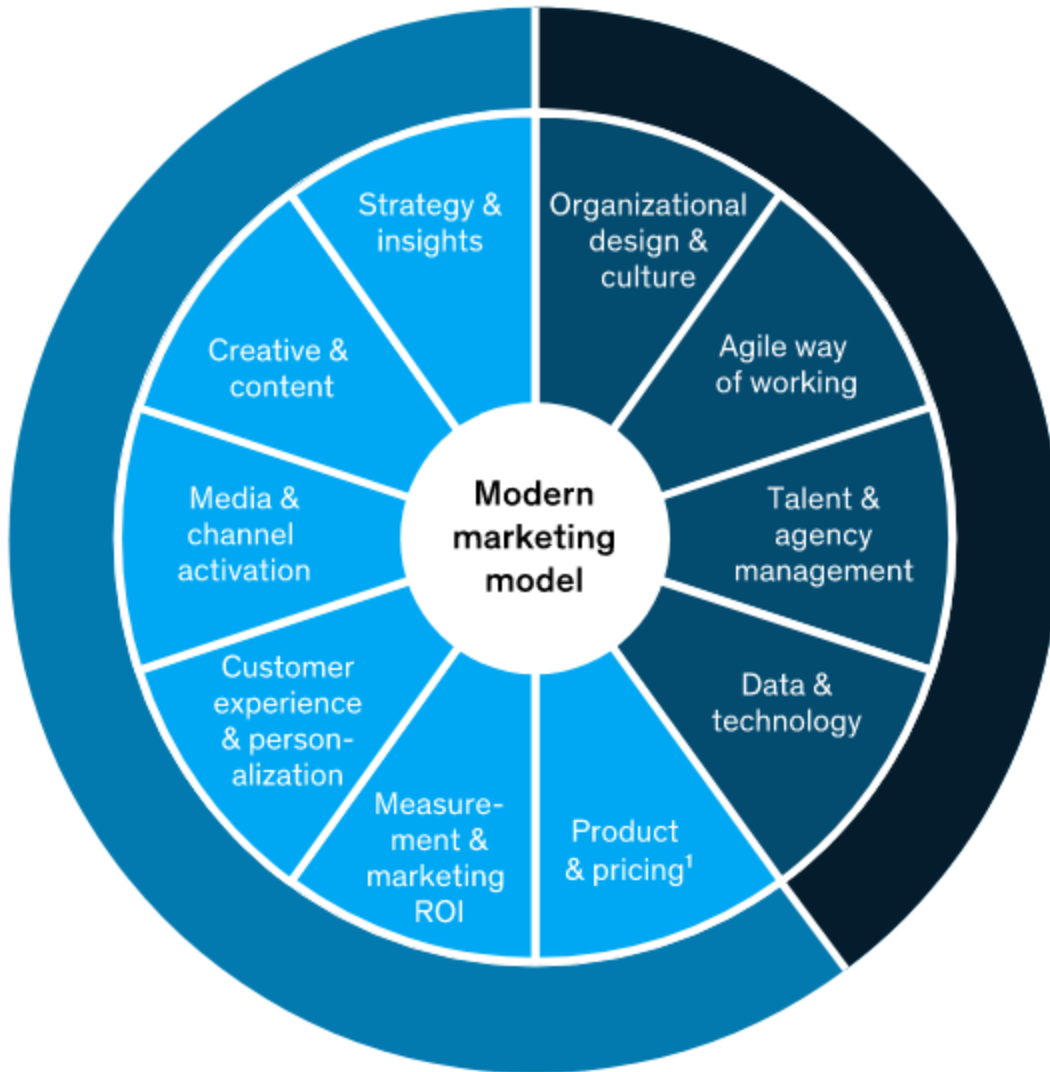 Strategy &
insights
Organizational
design &
culture
Agile way
of working
Talent &
agency
management
Data &
technology
Product
& pricing¹
Measure-
ment &
marketing
ROI
Customer
experience
& person-
alization
Media &
channel
activation
Creative &
content
Modern
marketing
model